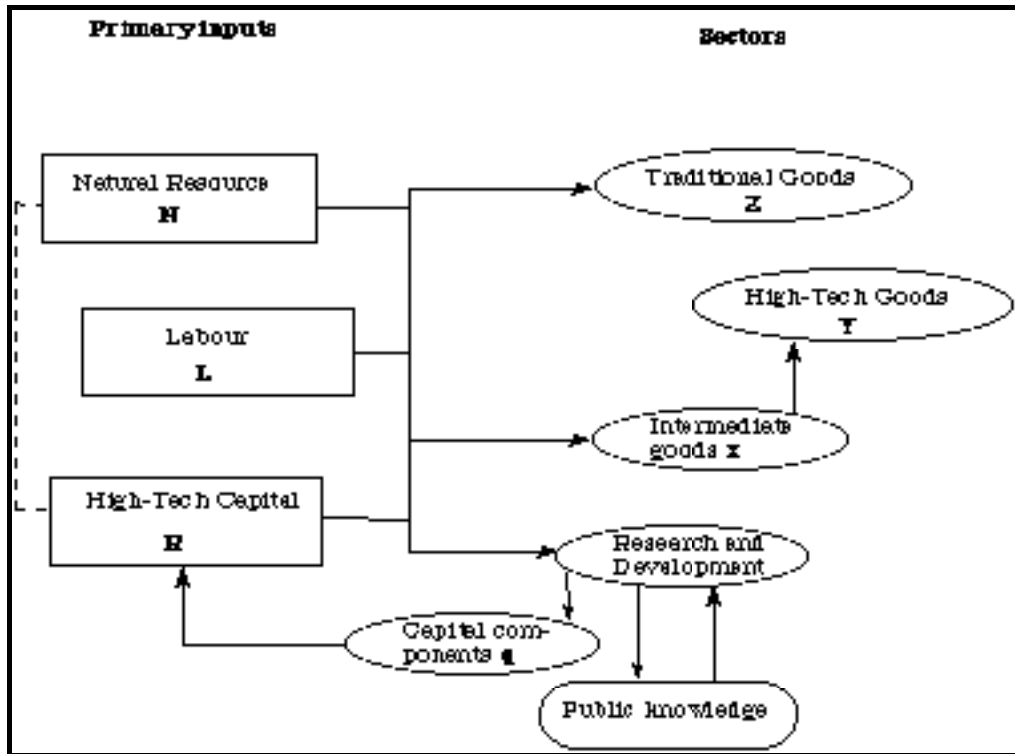 Primary inputs
Sectors
Natural Resource
N
Traditional Goods
Z
High-Tech Goods
Y
Labour
L
Intermediate
goods x
High-Tech Capital
Research and
Development
Capital com-
ponents q
Public knowledge